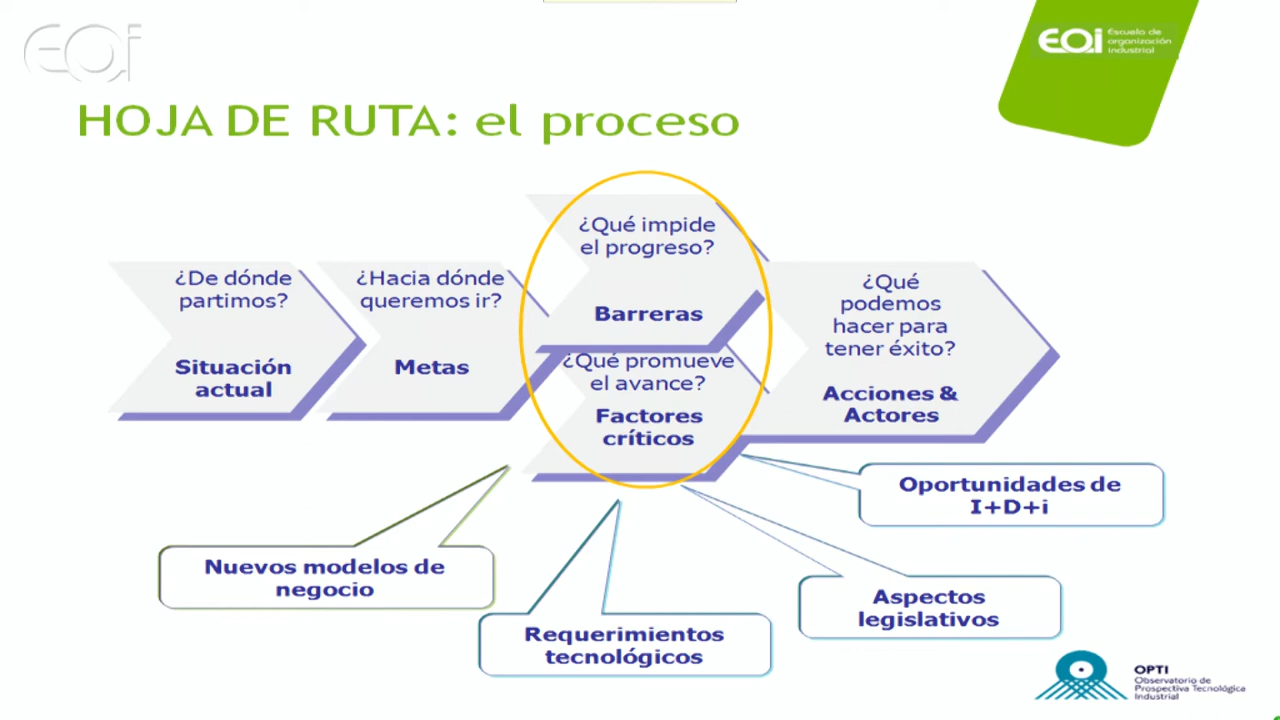 EOi
EOi Escuela de
organización
industrial
HOJA DE RUTA: el proceso
¿De dónde
partimos?
Situación
actual
¿Hacia dónde
queremos ir?
Metas
¿Qué impide
el progreso?
Barreras
¿Qué promueve
el avance?
Factores
críticos
¿Qué
podemos
hacer para
tener éxito?
Acciones &
Actores
Oportunidades de
I+D+i
Nuevos modelos de
negocio
Aspectos
legislativos
Requerimientos
tecnológicos
OPTI
Observatorio de
Prospectiva Tecnológica
Industrial